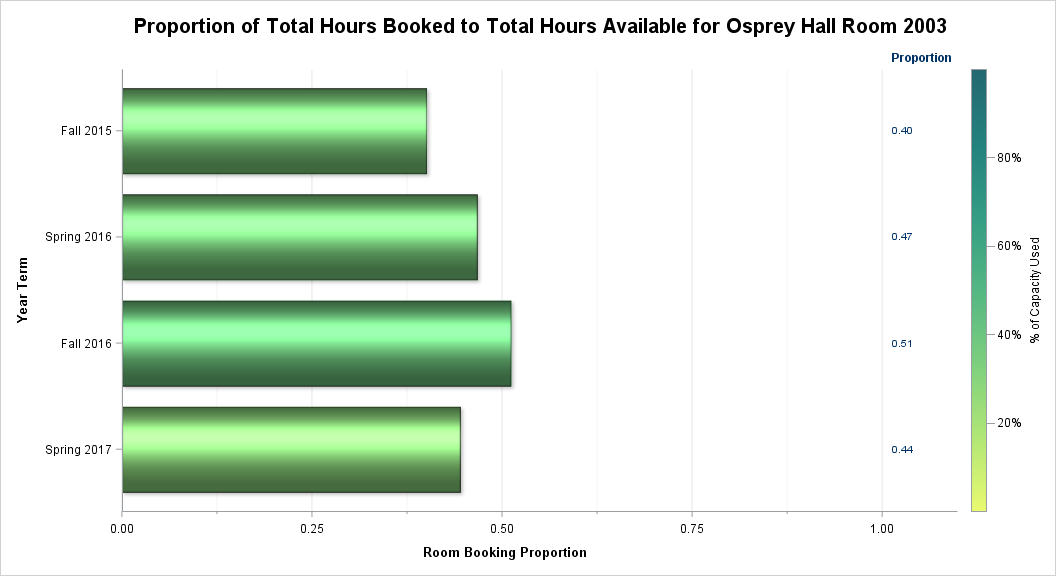 Proportion of Total Hours Booked to Total Hours Available for Osprey Hall Room 2003
Proportion
Fall 2015
0.40
Spring 2016
0.47
Fall 2016
0.51
Spring 2017
0.44
Year Term
0.00 0.25 0.50 0.75 1.00
Room Booking Proportion
80%
60%
40%
20%
% of Capacity Used